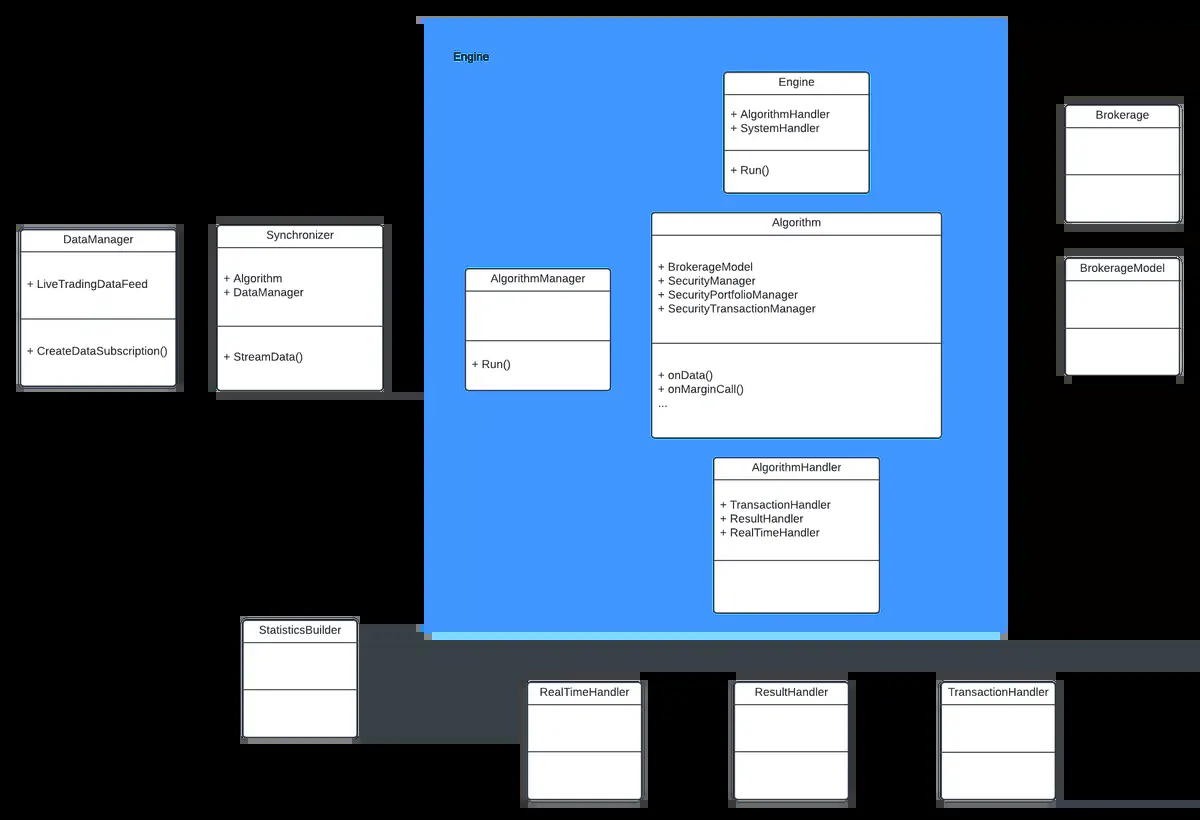 Engine
Engine
+ AlgorithmHandler
+ SystemHandler
+ Run()
Brokerage
DataManager
+ LiveTradingDataFeed
+ CreateDataSubscription()
Synchronizer
+ Algorithm
+ DataManager
+ StreamData()
AlgorithmManager
+ Run()
Algorithm
+ BrokerageModel
+ SecurityManager
+ SecurityPortfolioManager
+ SecurityTransactionManager
+ onData()
+ onMarginCall()
...
BrokerageModel
AlgorithmHandler
+ TransactionHandler
+ ResultHandler
+ RealTimeHandler
StatisticsBuilder
RealTimeHandler
ResultHandler
TransactionHandler